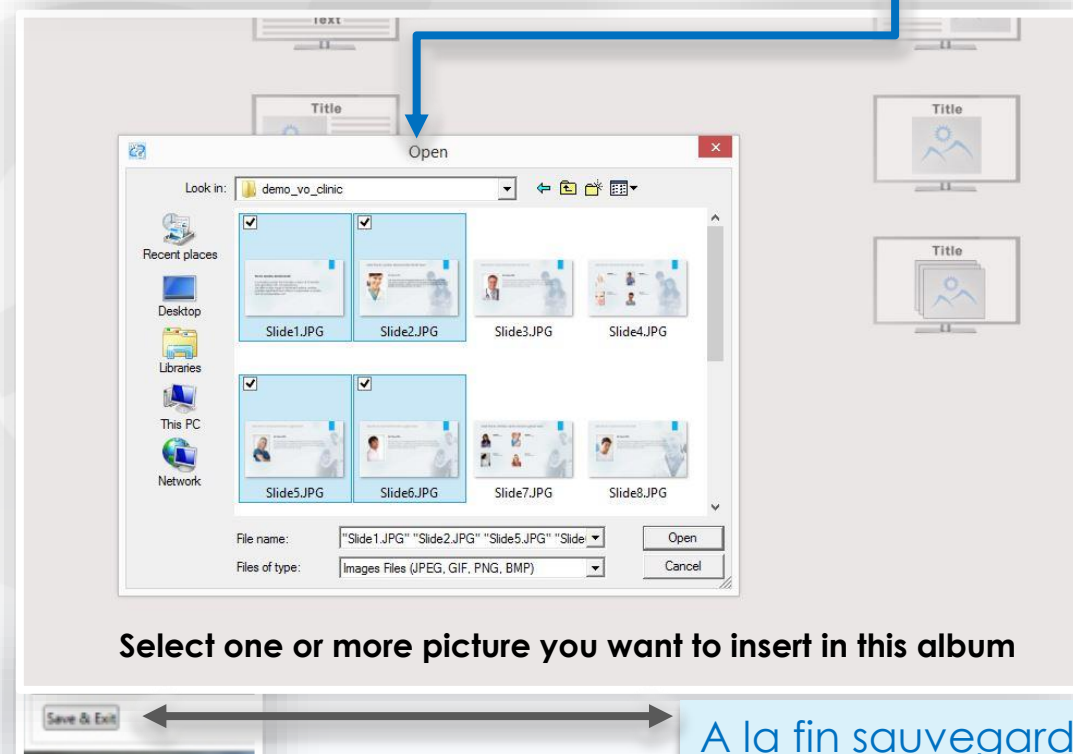 Text
Title
Title
Title
Open
Look in:
demo_vo_clinic
Recent places
Desktop
Libraries
This PC
Network
Slide1.JPG
Slide2.JPG
Slide3.JPG
Slide4.JPG
Slide5.JPG
Slide6.JPG
Slide7.JPG
Slide8.JPG
File name:
"Slide1.JPG" "Slide2.JPG" "Slide5.JPG" "Slide
Open
Files of type:
Images Files (JPEG, GIF, PNG, BMP)
Cancel
Select one or more picture you want to insert in this album
Save & Exit
A la fin sauvegard